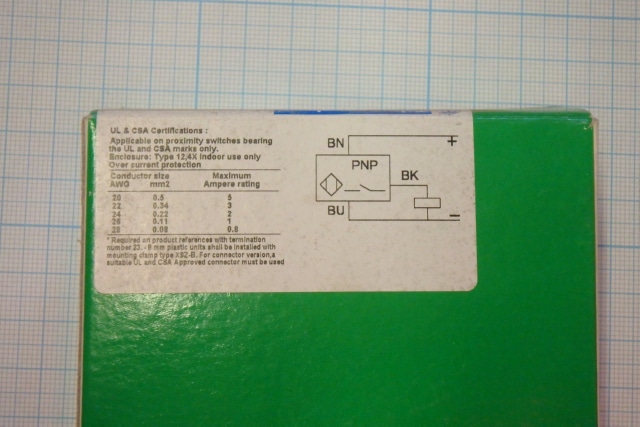 UL & CSA Certifications :
Applicable on proximity switches bearing
the UL and CSA marks only.
Enclosure: Type 12,4X Indoor use only
Over current protection
Conductor size Maximum
AWG mm2 Ampere rating
20 0.5 5
22 0.34 3
24 0.22 2
26 0.11 1
28 0.08 0.8
* Required on product references with termination
number,23. - 8 mm plastic units shall be installed with
mounting clamp type XSZ-B. For connector version,a
suitable UL and CSA Approved connector must be used
BN
+
PNP
BK
BU
−